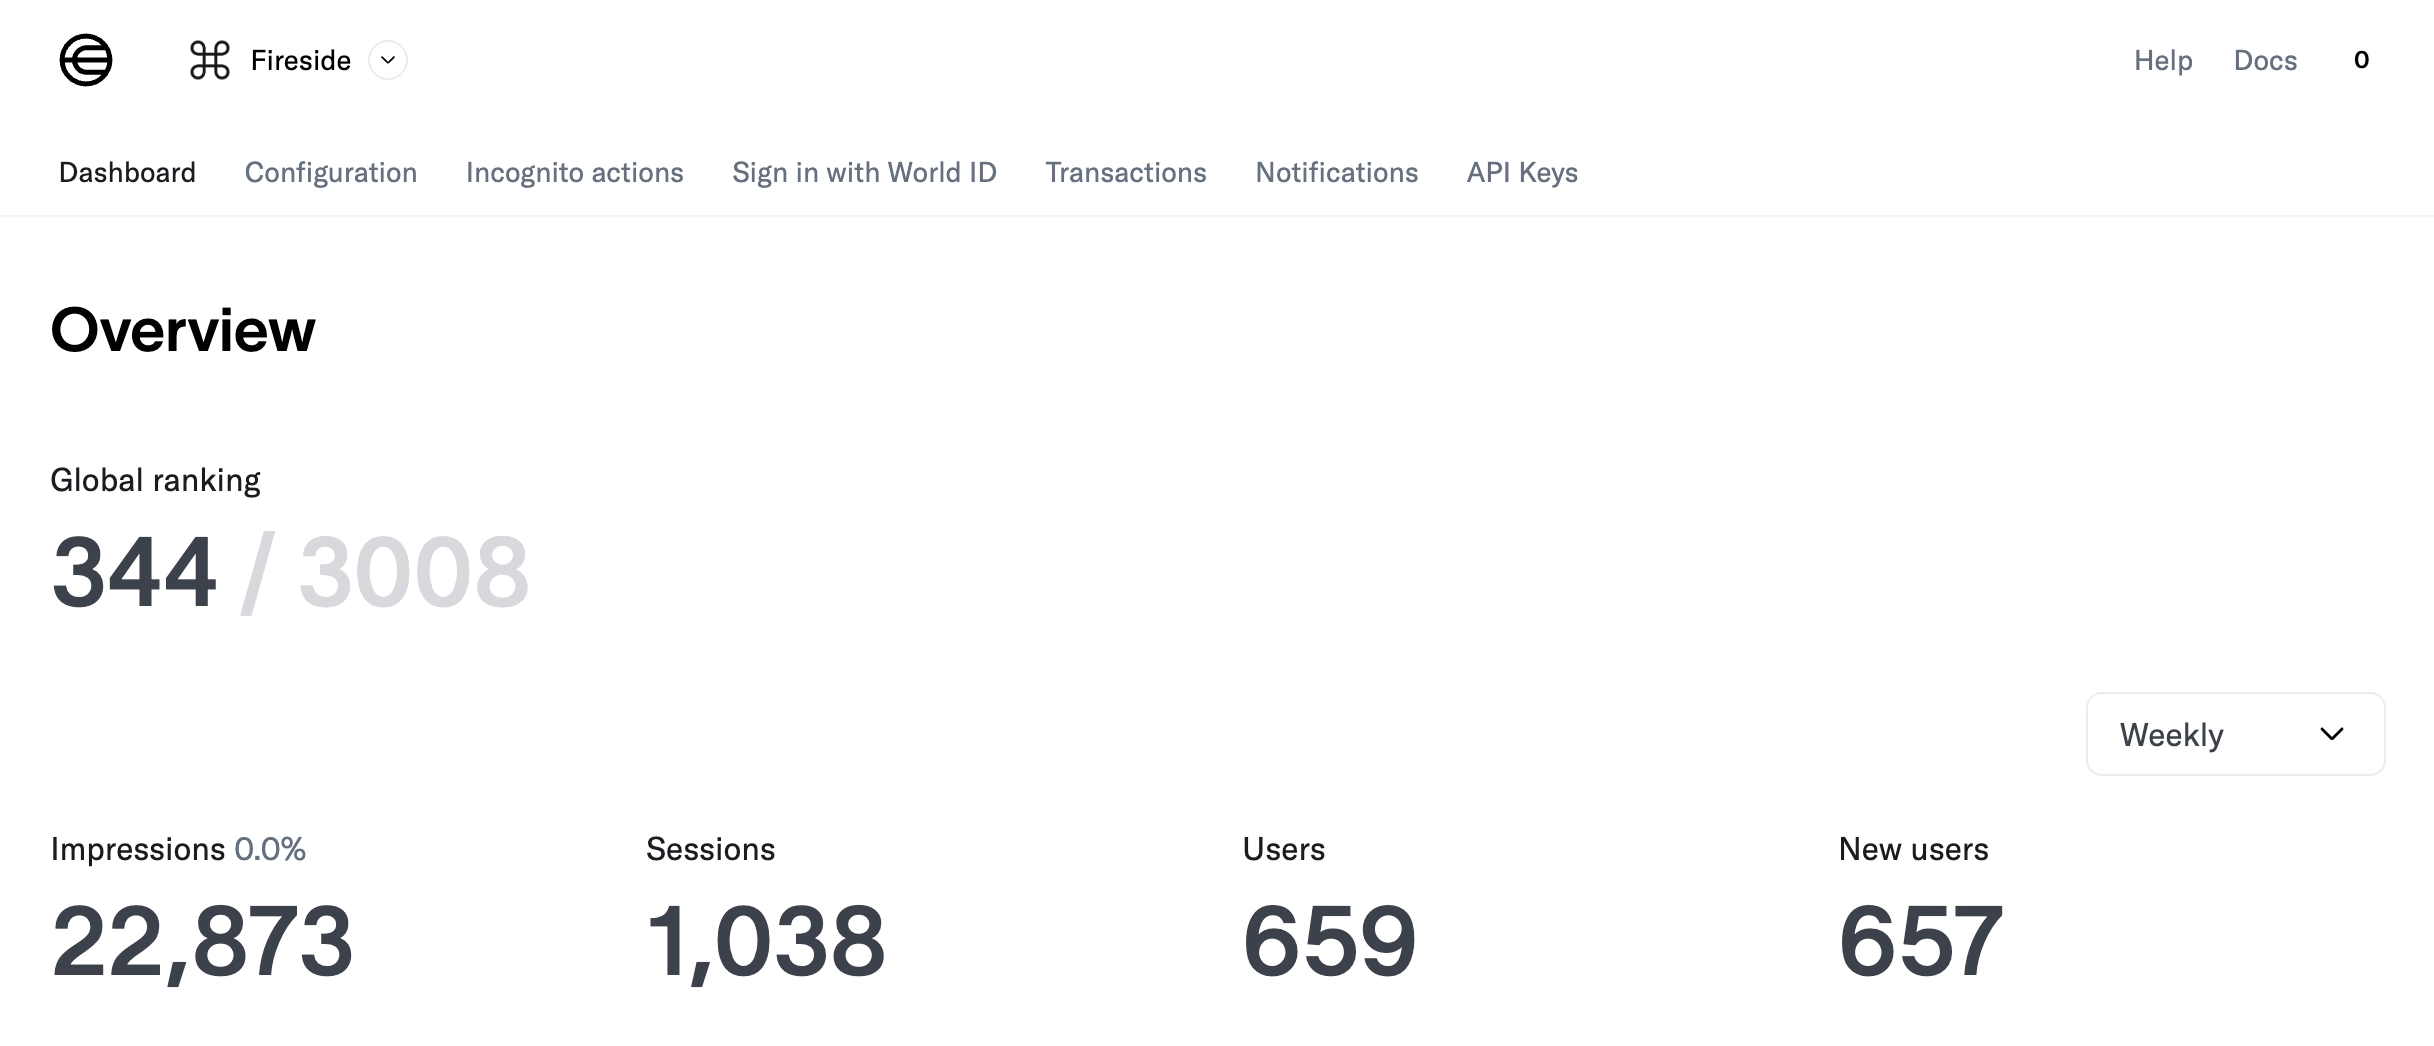 Fireside
Help Docs 0
Dashboard Configuration Incognito actions Sign in with World ID Transactions Notifications API Keys
Overview
Global ranking
344 / 3008
Weekly
Impressions 0.0% Sessions Users New users
22,873 1,038 659 657